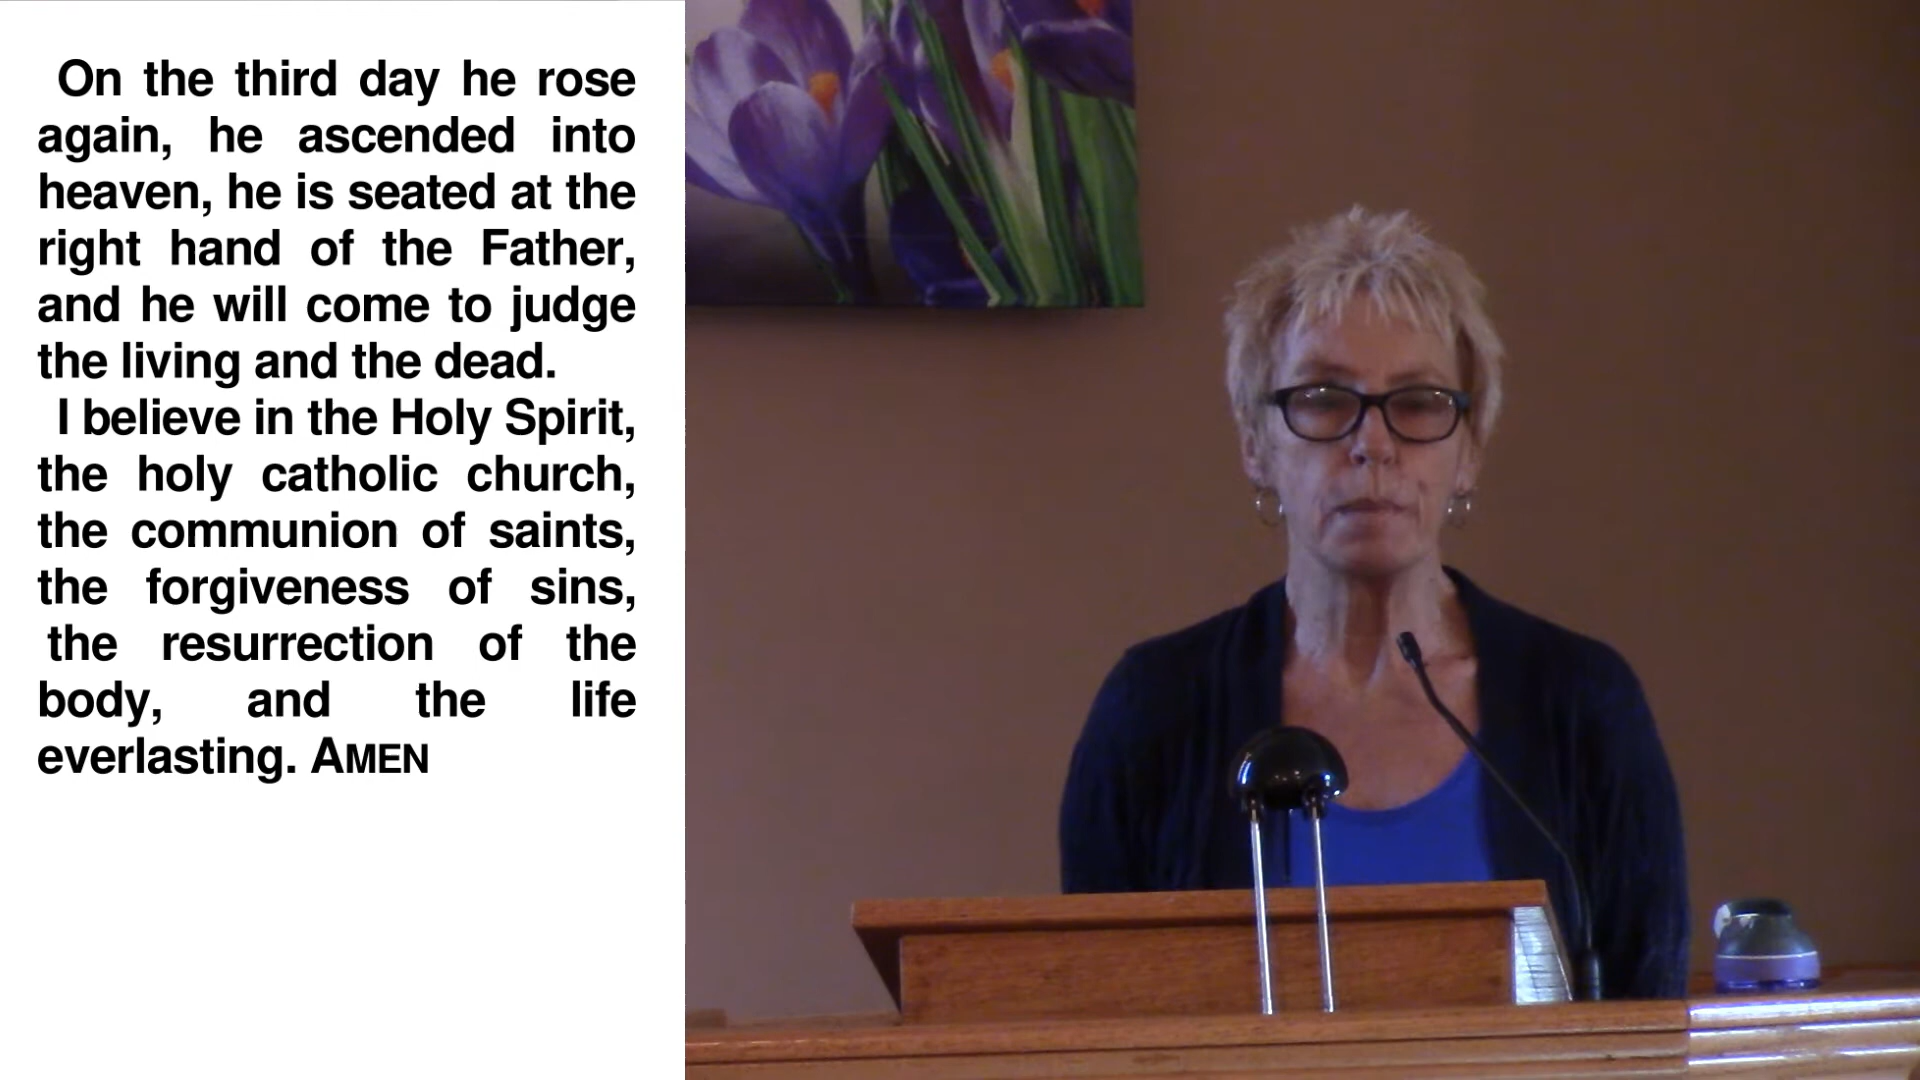 On the third day he rose
again, he ascended into
heaven, he is seated at the
right hand of the Father,
and he will come to judge
the living and the dead.
I believe in the Holy Spirit,
the holy catholic church,
the communion of saints,
the forgiveness of sins,
the resurrection of the
body, and the life
everlasting. AMEN